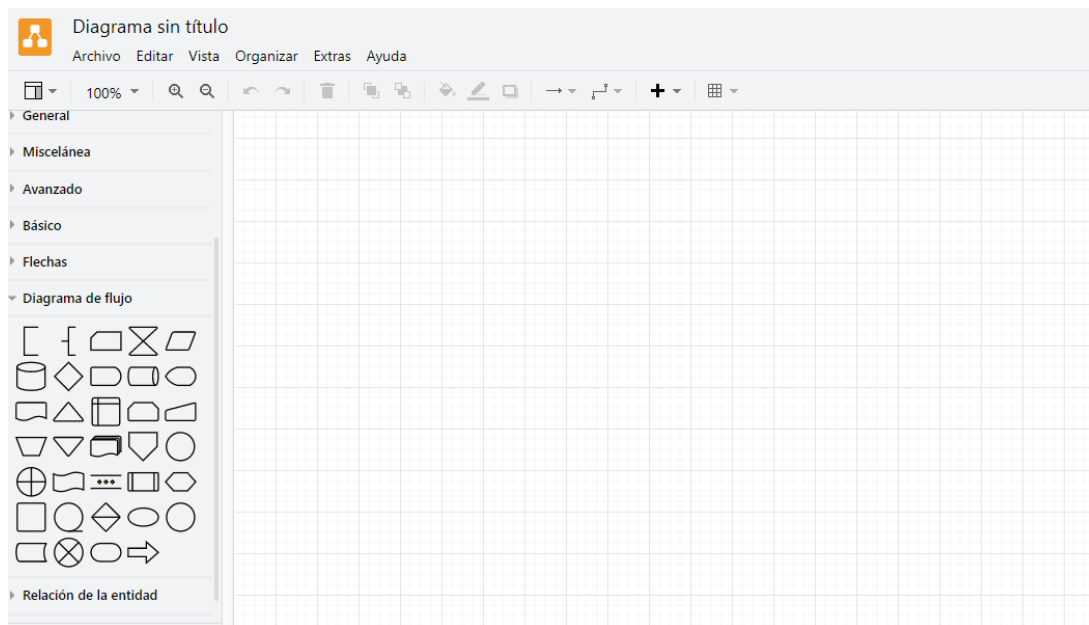 Diagrama sin título
Archivo Editar Vista Organizar Extras Ayuda
100%
General
Miscelánea
Avanzado
Básico
Flechas
Diagrama de flujo
Relación de la entidad